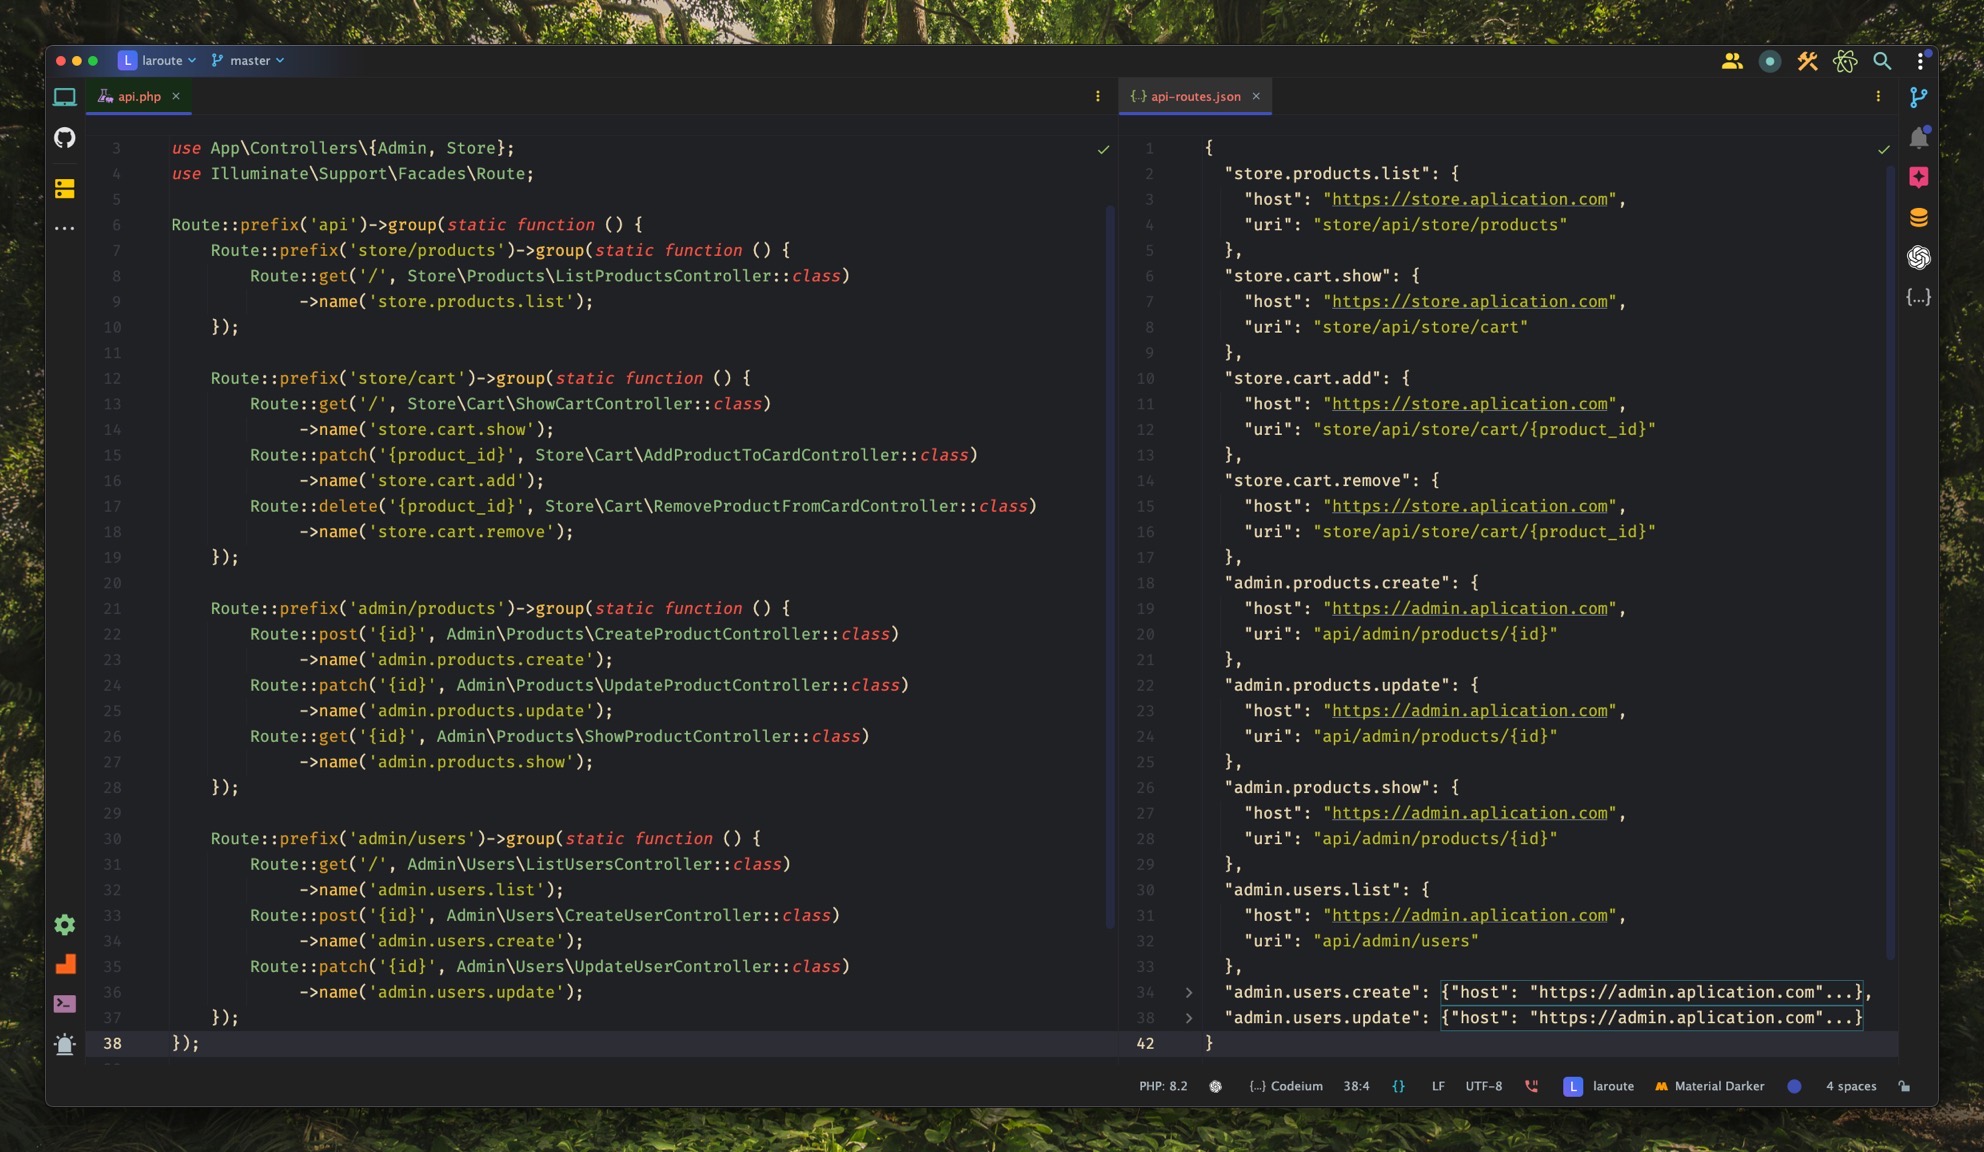 L laroute master
api.php
3 use App\Controllers\{Admin, Store};
4 use Illuminate\Support\Facades\Route;
5
6 Route::prefix('api')->group(static function () {
7 Route::prefix('store/products')->group(static function () {
8 Route::get('/', Store\Products\ListProductsController::class)
9 ->name('store.products.list');
10 });
11
12 Route::prefix('store/cart')->group(static function () {
13 Route::get('/', Store\Cart\ShowCartController::class)
14 ->name('store.cart.show');
15 Route::patch('{product_id}', Store\Cart\AddProductToCardController::class)
16 ->name('store.cart.add');
17 Route::delete('{product_id}', Store\Cart\RemoveProductFromCardController::class)
18 ->name('store.cart.remove');
19 });
20
21 Route::prefix('admin/products')->group(static function () {
22 Route::post('{id}', Admin\Products\CreateProductController::class)
23 ->name('admin.products.create');
24 Route::patch('{id}', Admin\Products\UpdateProductController::class)
25 ->name('admin.products.update');
26 Route::get('{id}', Admin\Products\ShowProductController::class)
27 ->name('admin.products.show');
28 });
29
30 Route::prefix('admin/users')->group(static function () {
31 Route::get('/', Admin\Users\ListUsersController::class)
32 ->name('admin.users.list');
33 Route::post('{id}', Admin\Users\CreateUserController::class)
34 ->name('admin.users.create');
35 Route::patch('{id}', Admin\Users\UpdateUserController::class)
36 ->name('admin.users.update');
37 });
38 });
{..} api-routes.json
1 {
2 "store.products.list": {
3 "host": "https://store.aplication.com",
4 "uri": "store/api/store/products"
5 },
6 "store.cart.show": {
7 "host": "https://store.aplication.com",
8 "uri": "store/api/store/cart"
9 },
10 "store.cart.add": {
11 "host": "https://store.aplication.com",
12 "uri": "store/api/store/cart/{product_id}"
13 },
14 "store.cart.remove": {
15 "host": "https://store.aplication.com",
16 "uri": "store/api/store/cart/{product_id}"
17 },
18 "admin.products.create": {
19 "host": "https://admin.aplication.com",
20 "uri": "api/admin/products/{id}"
21 },
22 "admin.products.update": {
23 "host": "https://admin.aplication.com",
24 "uri": "api/admin/products/{id}"
25 },
26 "admin.products.show": {
27 "host": "https://admin.aplication.com",
28 "uri": "api/admin/products/{id}"
29 },
30 "admin.users.list": {
31 "host": "https://admin.aplication.com",
32 "uri": "api/admin/users"
33 },
34 "admin.users.create": {"host": "https://admin.aplication.com"...},
38 "admin.users.update": {"host": "https://admin.aplication.com"...}
42 }
{...}
PHP: 8.2 {...} Codeium 38:4 {} LF UTF-8 L laroute Material Darker 4 spaces